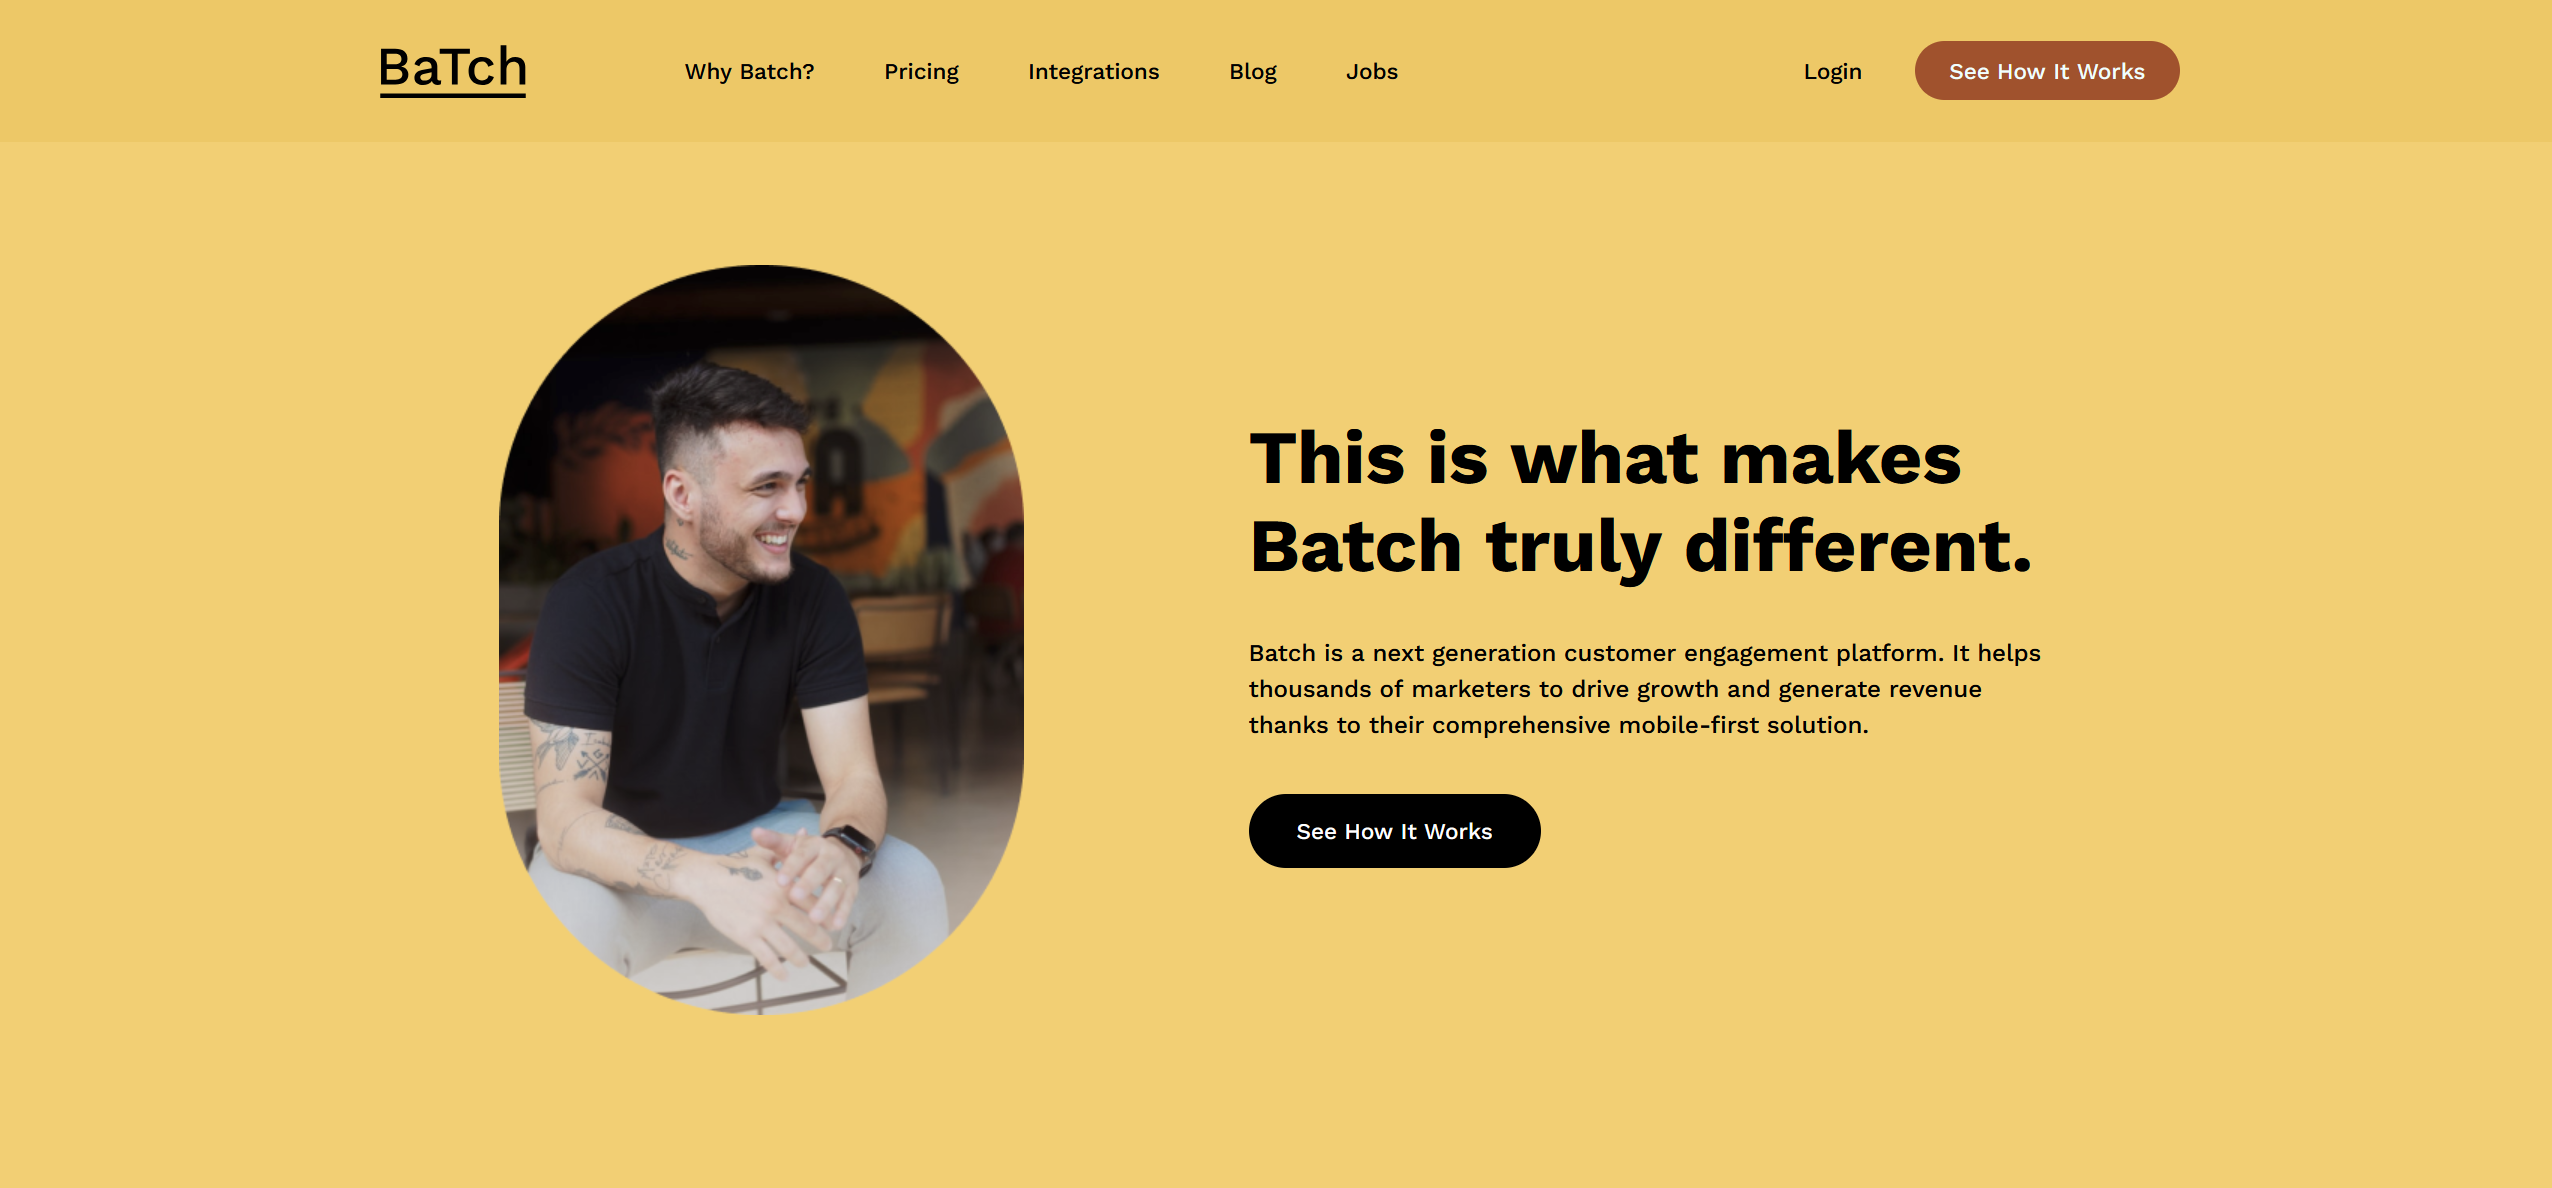 BaTch
Why Batch?
Pricing
Integrations
Blog
Jobs
Login
See How It Works
This is what makes
Batch truly different.
Batch is a next generation customer engagement platform. It helps
thousands of marketers to drive growth and generate revenue
thanks to their comprehensive mobile-first solution.
See How It Works